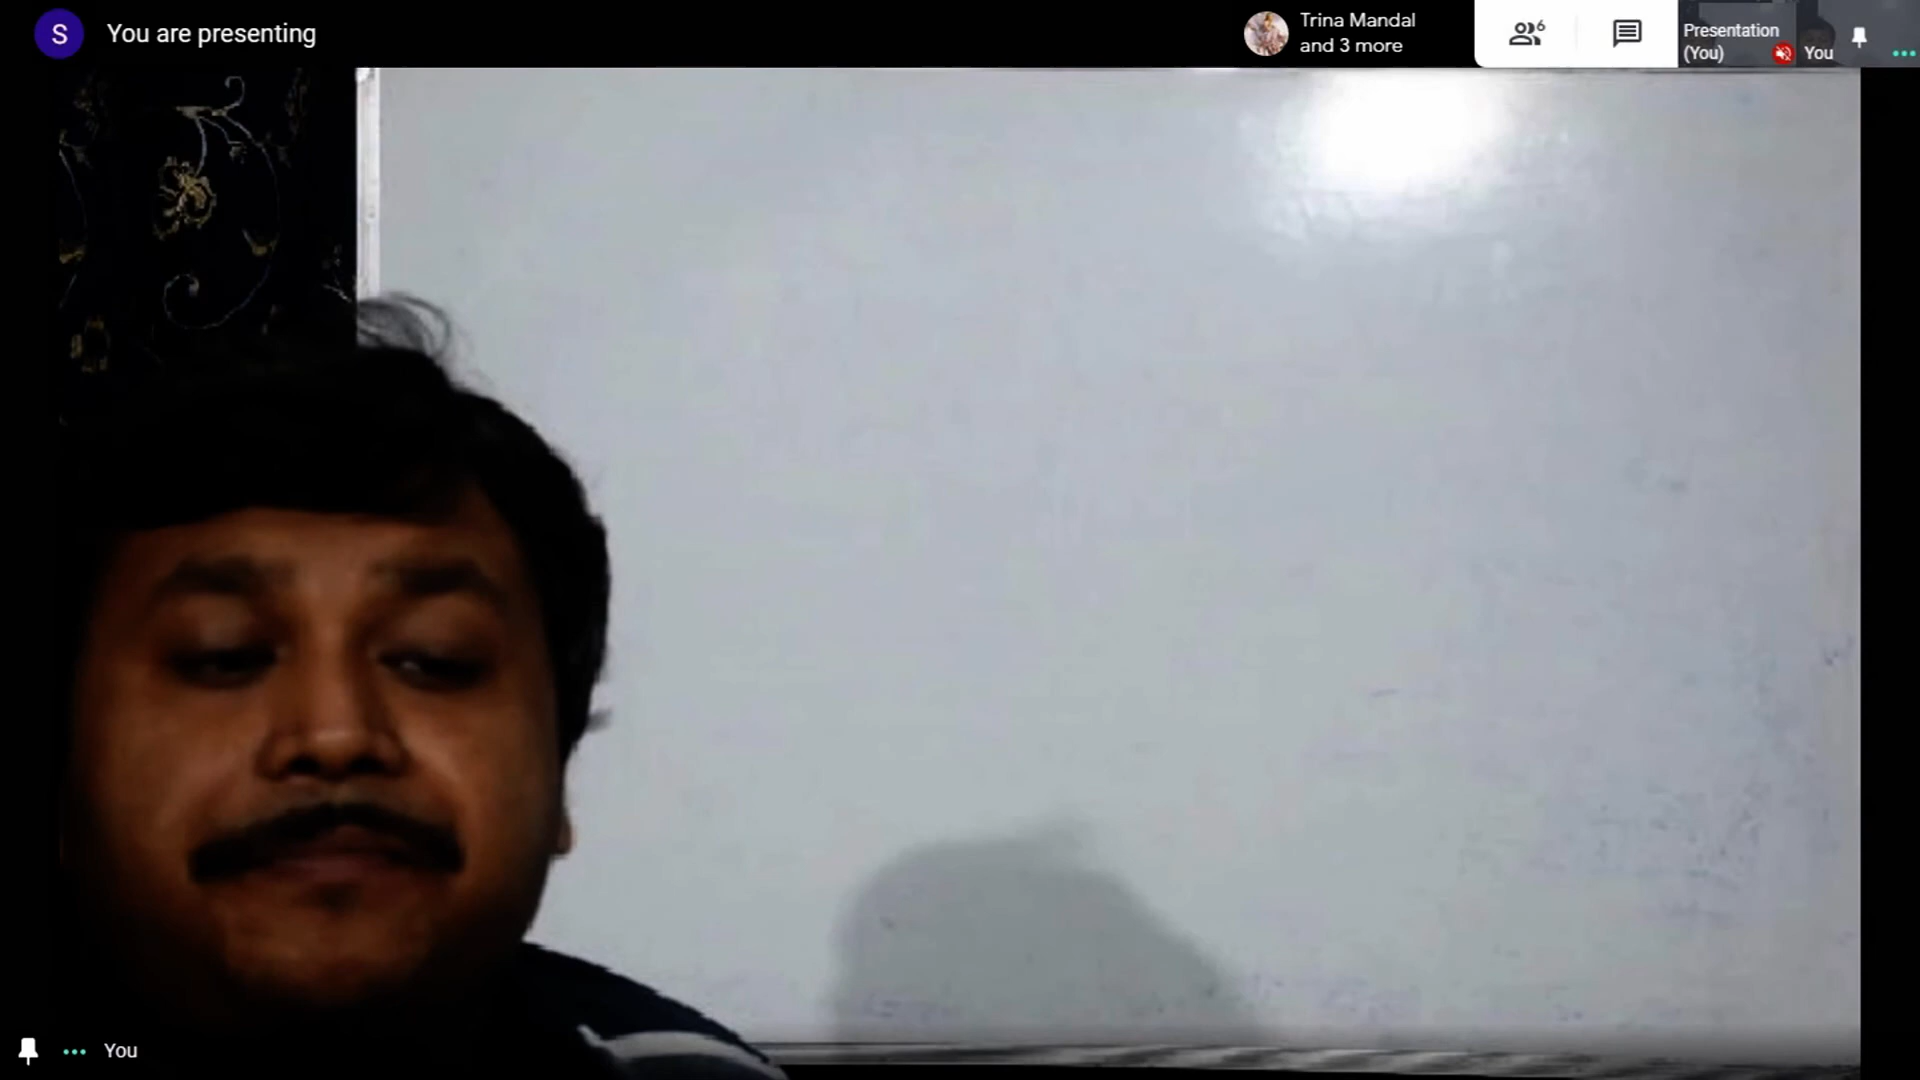 S
You are presenting
Trina Mandal
and 3 more
6
Presentation
(You)
You
You